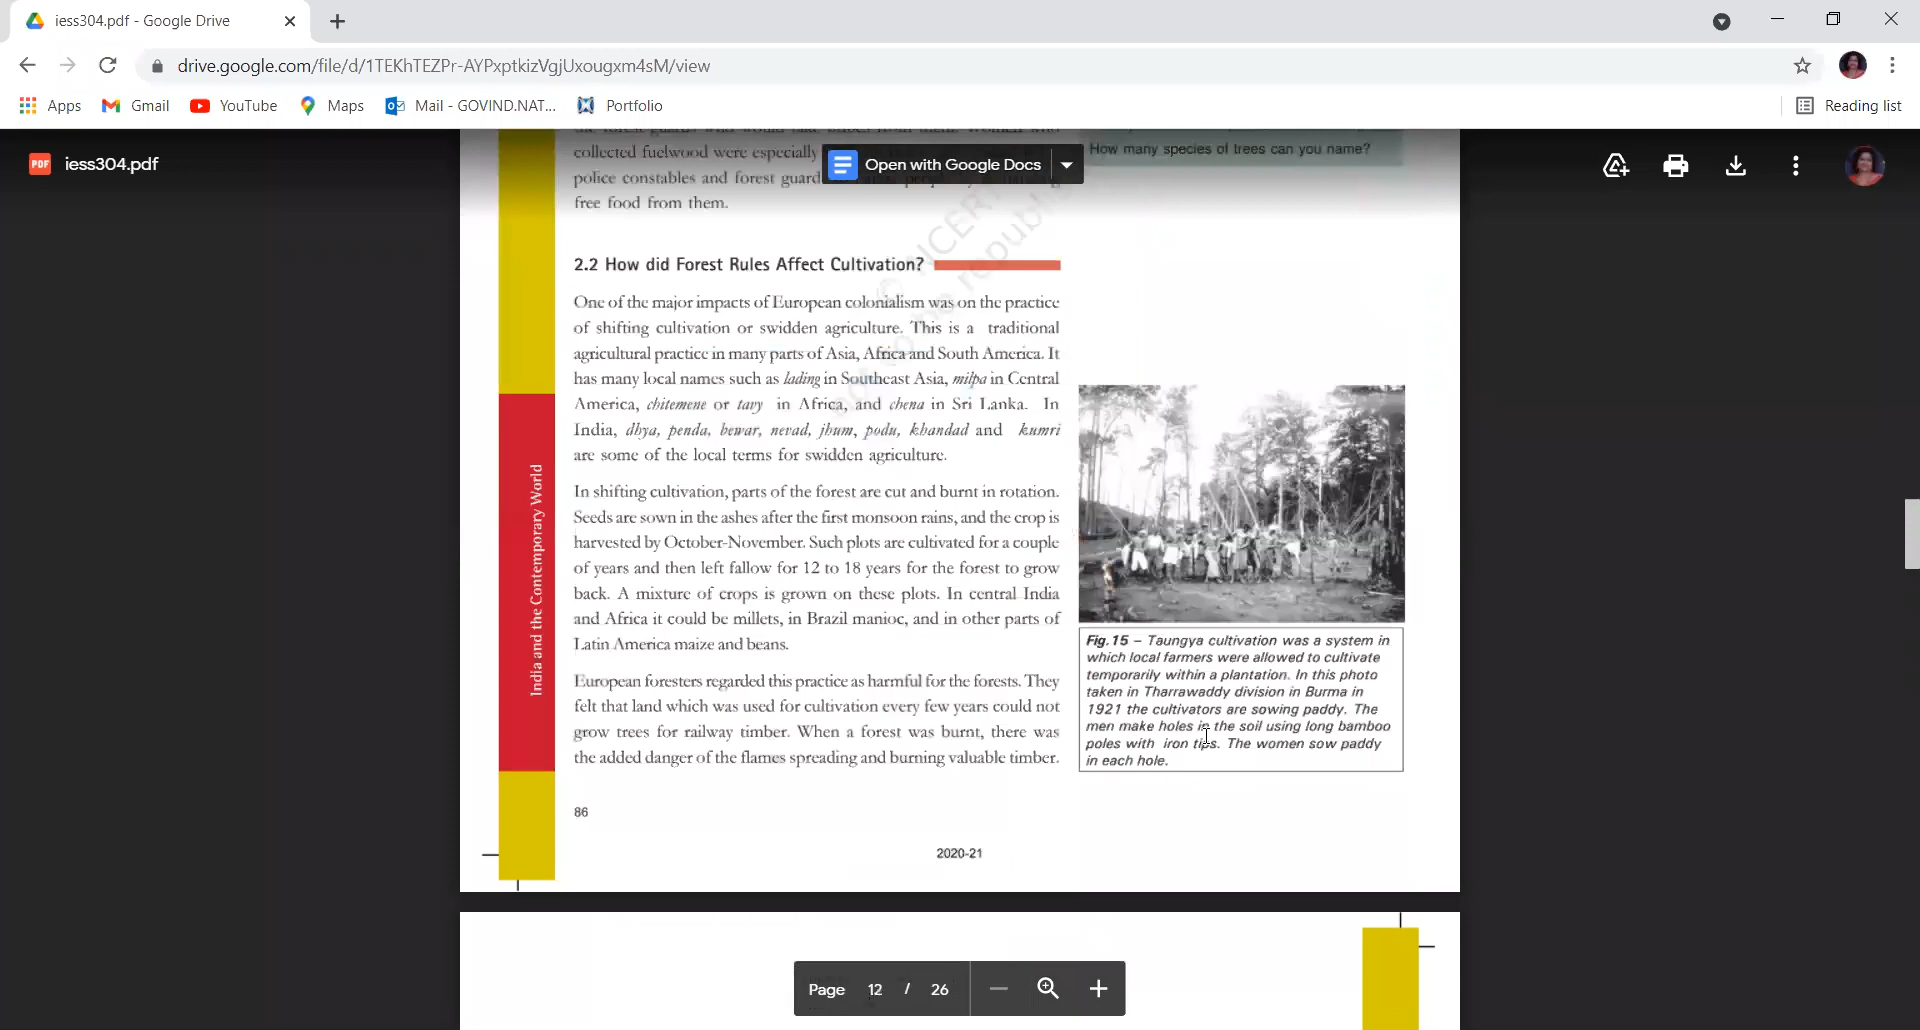 iess304.pdf - Google Drive
drive.google.com/file/d/1TEKhTEZPr-AYPxptkizVgjUxougxm4sM/view
Apps
Gmail
YouTube
Maps
Mail - GOVIND.NAT...
Portfolio
Reading list
PDF
iess304.pdf
Open with Google Docs
How many species of trees can you name?
collected fuelwood were especially
police constables and forest guard
free food from them.
2.2 How did Forest Rules Affect Cultivation?
One of the major impacts of European colonialism was on the practice
of shifting cultivation or swidden agriculture. This is a traditional
agricultural practice in many parts of Asia, Africa and South America. It
has many local names such as lading in Southeast Asia, milpa in Central
America, chitemene or tavy in Africa, and chena in Sri Lanka. In
India, dhya, penda, bewar, nevad, jhum, podu, khandad and kumri
are some of the local terms for swidden agriculture.
In shifting cultivation, parts of the forest are cut and burnt in rotation.
Seeds are sown in the ashes after the first monsoon rains, and the crop is
harvested by October-November. Such plots are cultivated for a couple
of years and then left fallow for 12 to 18 years for the forest to grow
back. A mixture of crops is grown on these plots. In central India
and Africa it could be millets, in Brazil manioc, and in other parts of
Latin America maize and beans.
European foresters regarded this practice as harmful for the forests. They
felt that land which was used for cultivation every few years could not
grow trees for railway timber. When a forest was burnt, there was
the added danger of the flames spreading and burning valuable timber.
Fig.15 – Taungya cultivation was a system in
which local farmers were allowed to cultivate
temporarily within a plantation. In this photo
taken in Tharrawaddy division in Burma in
1921 the cultivators are sowing paddy. The
men make holes in the soil using long bamboo
poles with iron tips. The women sow paddy
in each hole.
India and the Contemporary World
86
2020-21
Page 12 / 26